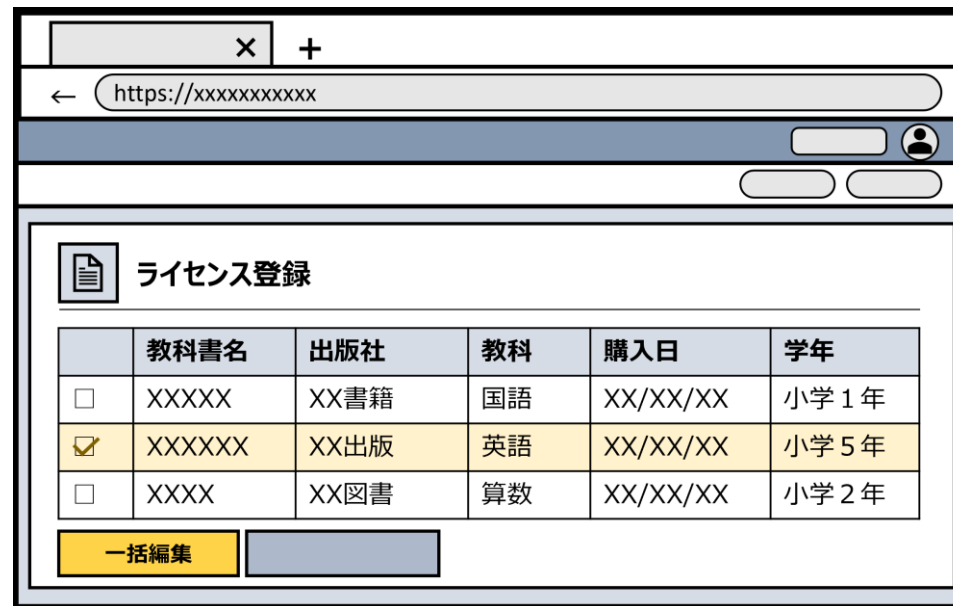 https://xxxxxxxxxxx
ライセンス登録
教科書名 出版社 教科 購入日 学年
XXXXX XX書籍 国語 XX/XX/XX 小学１年
XXXXXX XX出版 英語 XX/XX/XX 小学５年
XXXX XX図書 算数 XX/XX/XX 小学２年
一括編集